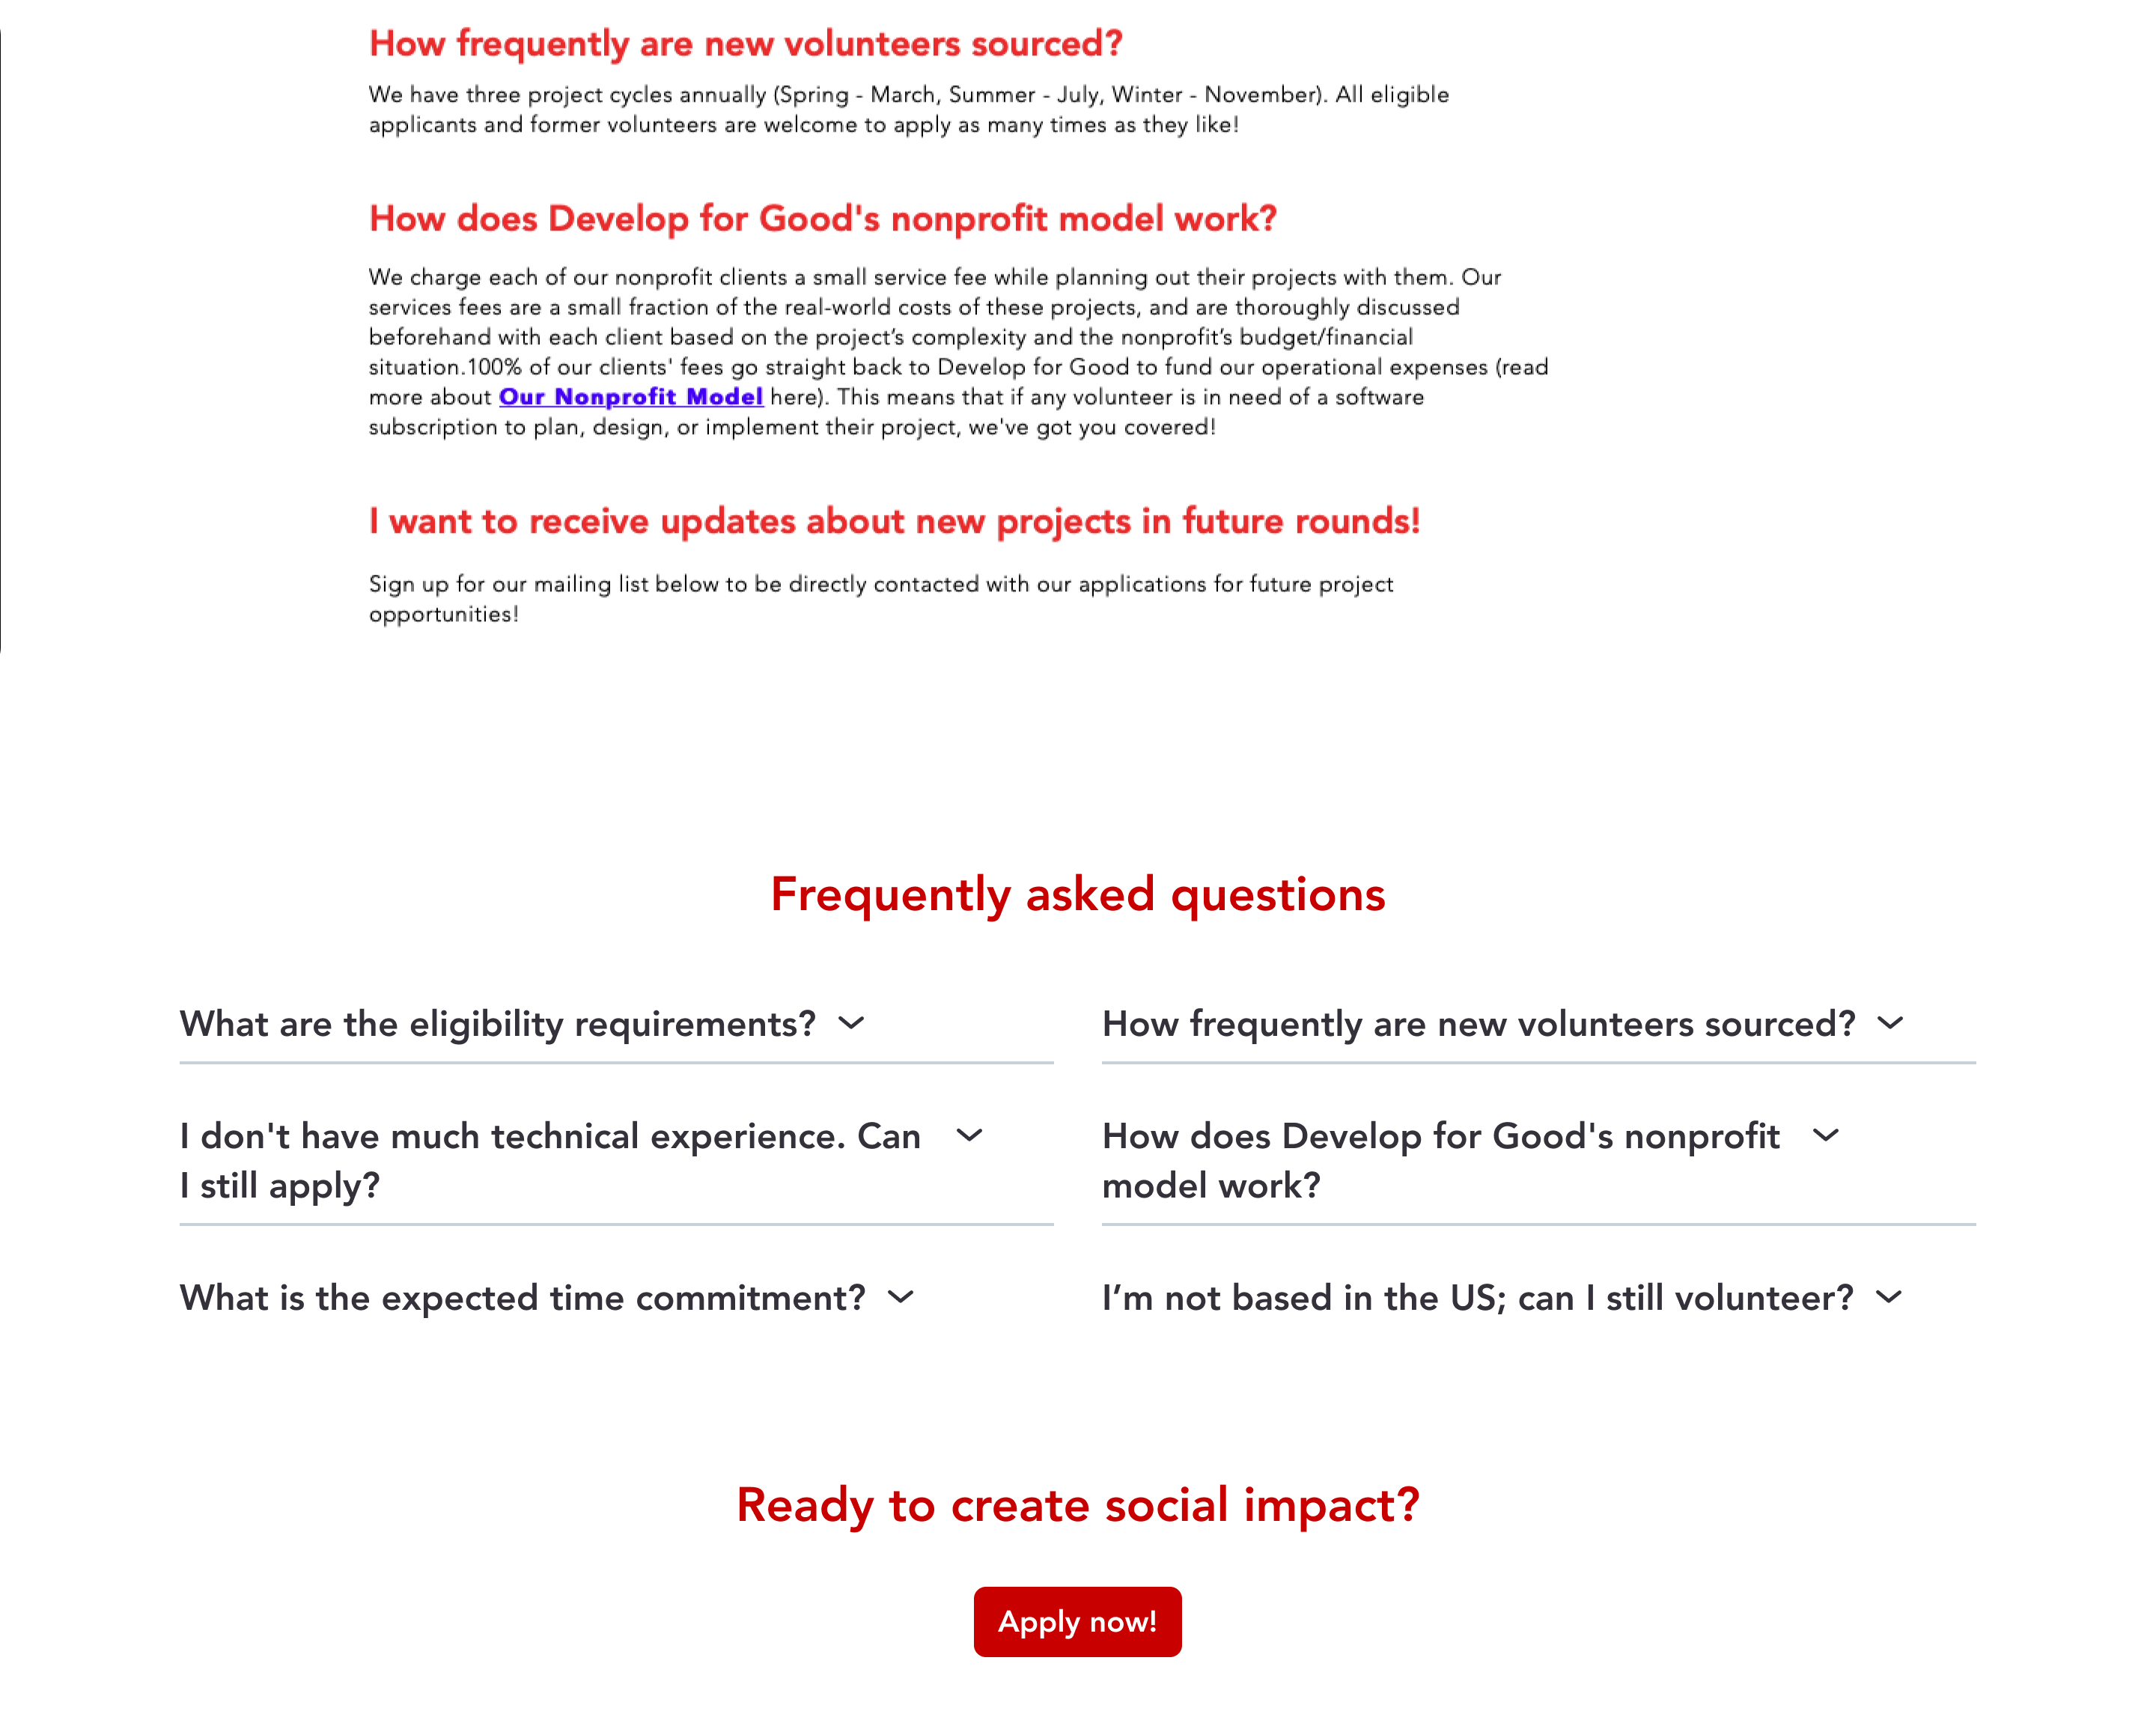 How frequently are new volunteers sourced?
We have three project cycles annually (Spring - March, Summer - July, Winter - November). All eligible
applicants and former volunteers are welcome to apply as many times as they like!
How does Develop for Good's nonprofit model work?
We charge each of our nonprofit clients a small service fee while planning out their projects with them. Our
services fees are a small fraction of the real-world costs of these projects, and are thoroughly discussed
beforehand with each client based on the project’s complexity and the nonprofit’s budget/financial
situation.100% of our clients' fees go straight back to Develop for Good to fund our operational expenses (read
more about Our Nonprofit Model here). This means that if any volunteer is in need of a software
subscription to plan, design, or implement their project, we've got you covered!
I want to receive updates about new projects in future rounds!
Sign up for our mailing list below to be directly contacted with our applications for future project
opportunities!
Frequently asked questions
What are the eligibility requirements?
How frequently are new volunteers sourced?
I don't have much technical experience. Can
I still apply?
How does Develop for Good's nonprofit
model work?
What is the expected time commitment?
I’m not based in the US; can I still volunteer?
Ready to create social impact?
Apply now!